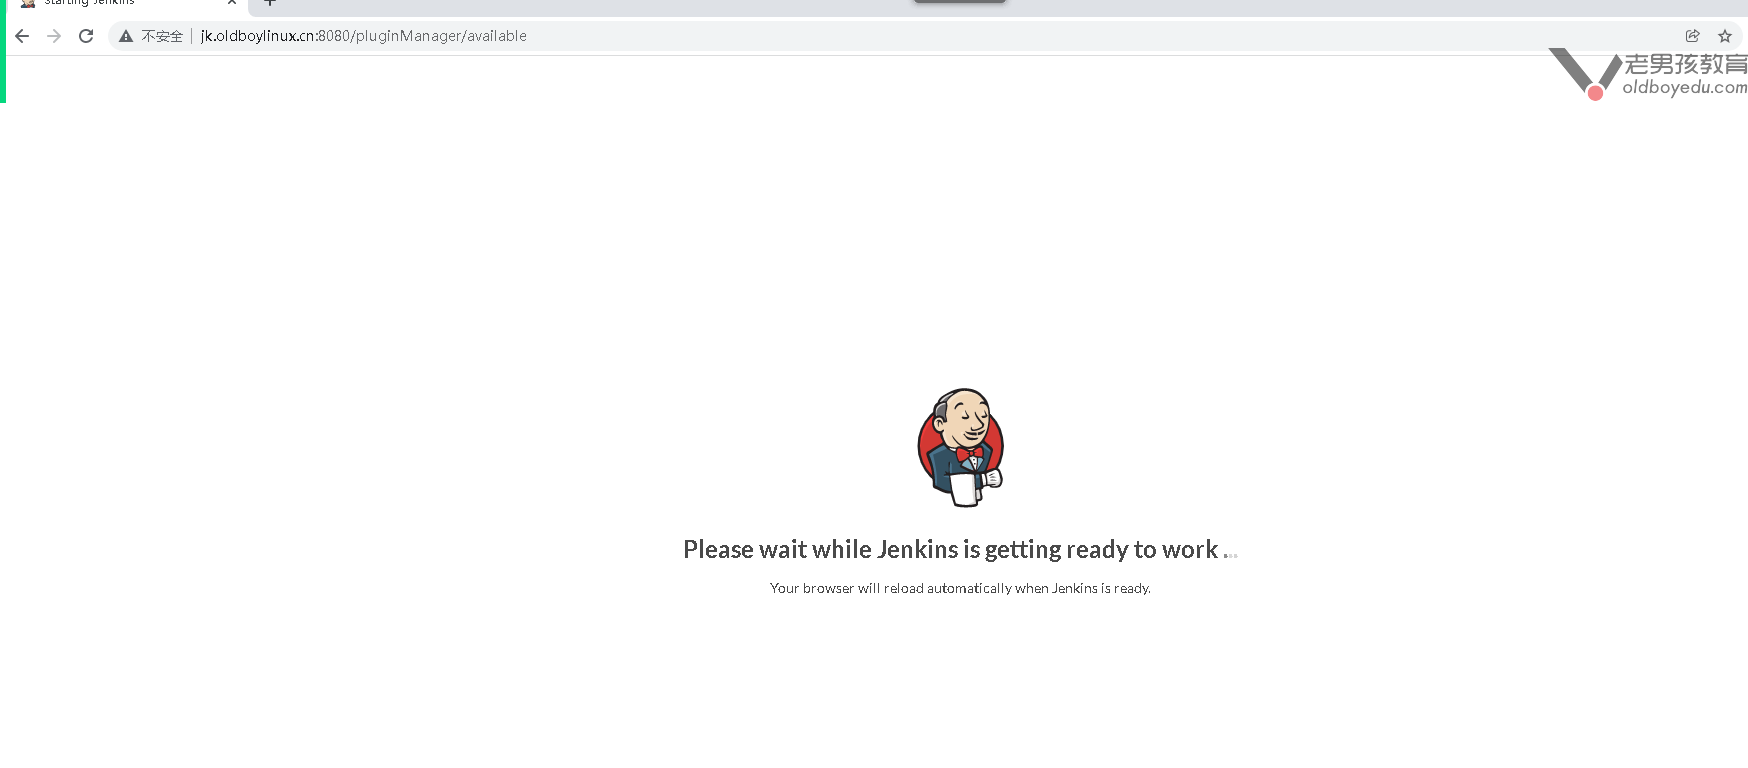 Starting Jenkins
不安全 jk.oldboylinux.cn:8080/pluginManager/available
老男孩教育
oldboyedu.com
Please wait while Jenkins is getting ready to work ...
Your browser will reload automatically when Jenkins is ready.